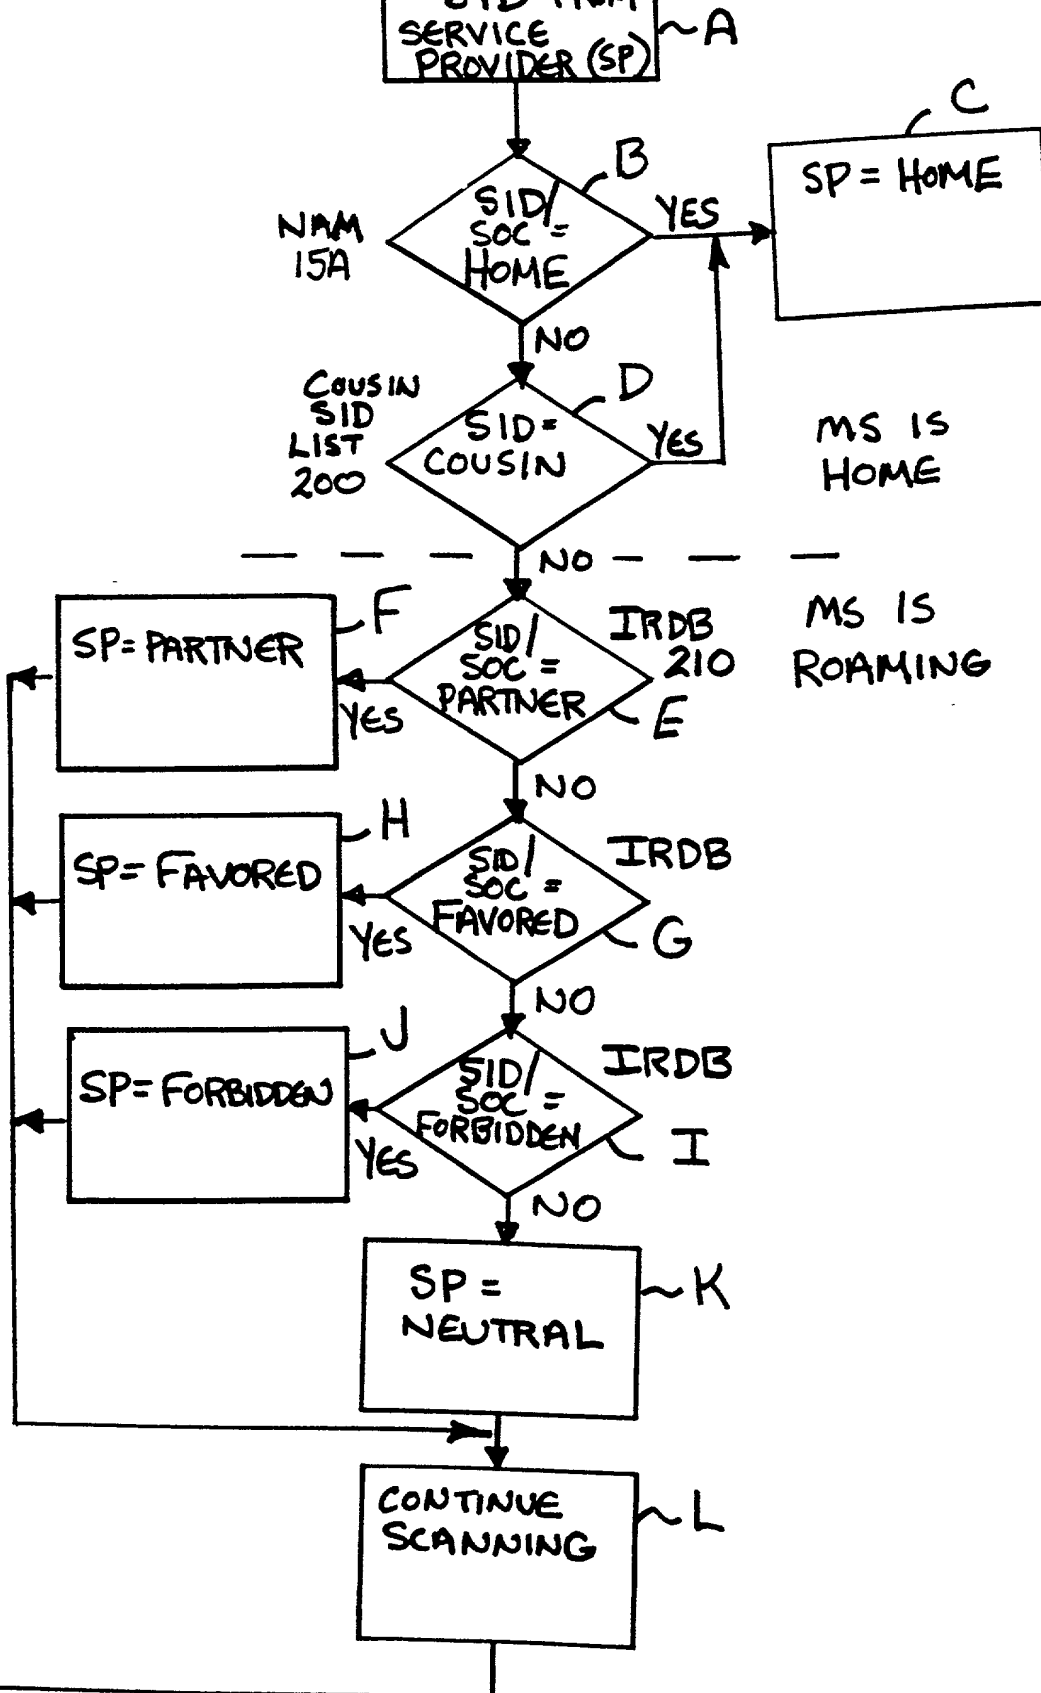 SID FROM
SERVICE
PROVIDER (SP)
A
C
SP = HOME
B
NAM
15A
SID/
SOC =
HOME
YES
NO
COUSIN
SID
LIST
200
D
SID =
COUSIN
YES
MS IS
HOME
NO
MS IS
ROAMING
F
SP = PARTNER
SID/
SOC =
PARTNER
IRDB
210
E
YES
NO
H
SP = FAVORED
SID/
SOC =
FAVORED
IRDB
G
YES
NO
J
SP = FORBIDDEN
SID/
SOC =
FORBIDDEN
IRDB
I
YES
NO
SP =
NEUTRAL
K
CONTINUE
SCANNING
L